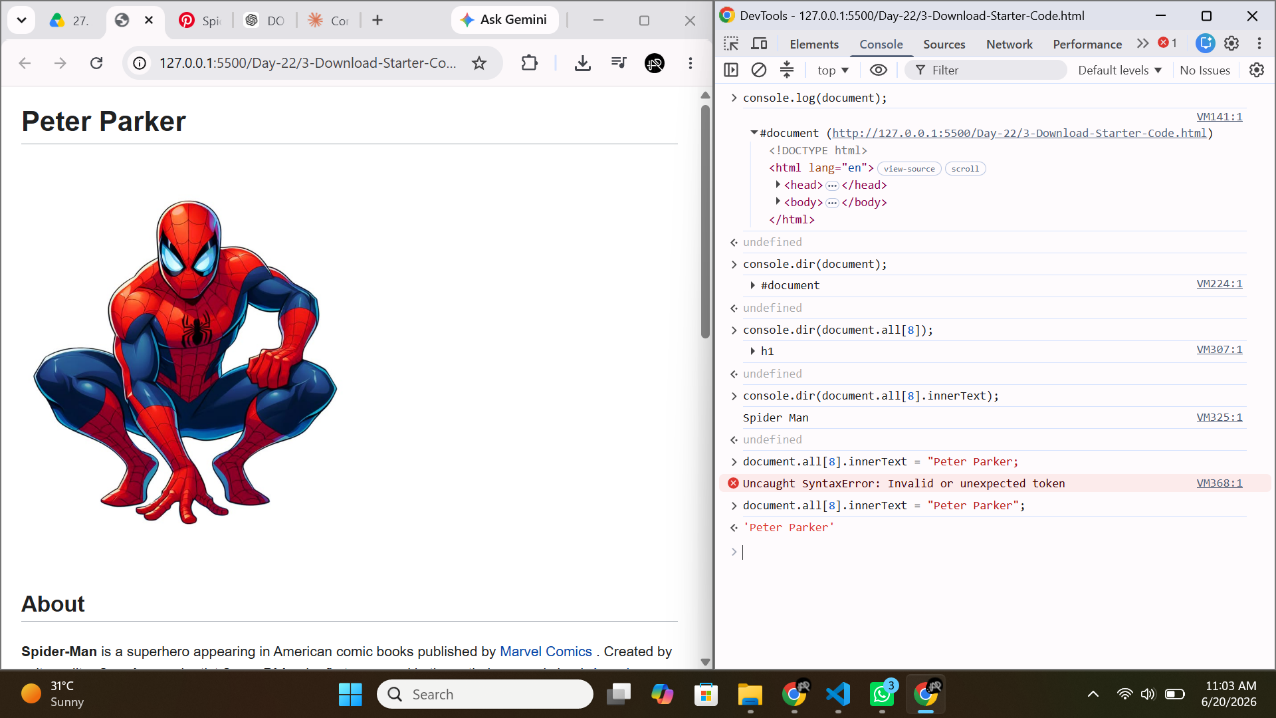 27.
Spi
DO
Co
Ask Gemini
127.0.0.1:5500/Day-22/3-Download-Starter-Co...
Peter Parker
About
Spider-Man is a superhero appearing in American comic books published by Marvel Comics . Created by
DevTools - 127.0.0.1:5500/Day-22/3-Download-Starter-Code.html
Elements
Console
Sources
Network
Performance
1
top
Filter
Default levels
No Issues
console.log(document);
VM141:1
#document (http://127.0.0.1:5500/Day-22/3-Download-Starter-Code.html)
<!DOCTYPE html>
<html lang="en"> view-source scroll
<head> ... </head>
<body> ... </body>
</html>
undefined
console.dir(document);
#document VM224:1
undefined
console.dir(document.all[8]);
h1 VM307:1
undefined
console.dir(document.all[8].innerText);
Spider Man VM325:1
undefined
document.all[8].innerText = "Peter Parker;
Uncaught SyntaxError: Invalid or unexpected token VM368:1
document.all[8].innerText = "Peter Parker";
'Peter Parker'
31°C
Sunny
Search
3
11:03 AM
6/20/2026